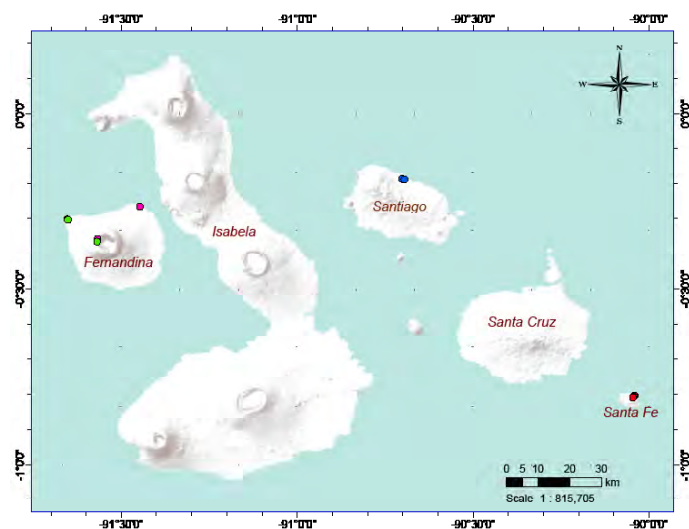 -91°30'0" -91°0'0" -90°30'0" -90°0'0"
N
W E
S
0°0'0" 0°0'0"
Santiago
Isabela
Fernandina
-0°30'0" -0°30'0"
Santa Cruz
Santa Fe
-1°0'0" -1°0'0"
0 5 10 20 30
km
Scale 1 : 815,705
-91°30'0" -91°0'0" -90°30'0" -90°0'0"